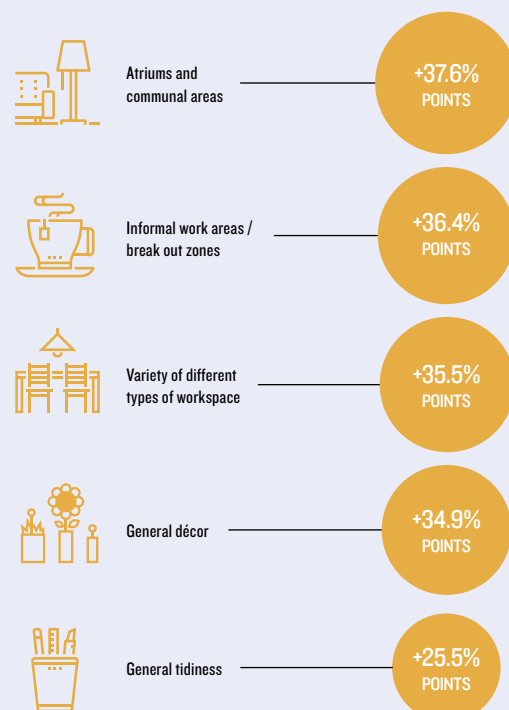 Atriums and
communal areas
+37.6%
POINTS
Informal work areas /
break out zones
+36.4%
POINTS
Variety of different
types of workspace
+35.5%
POINTS
General décor
+34.9%
POINTS
General tidiness
+25.5%
POINTS